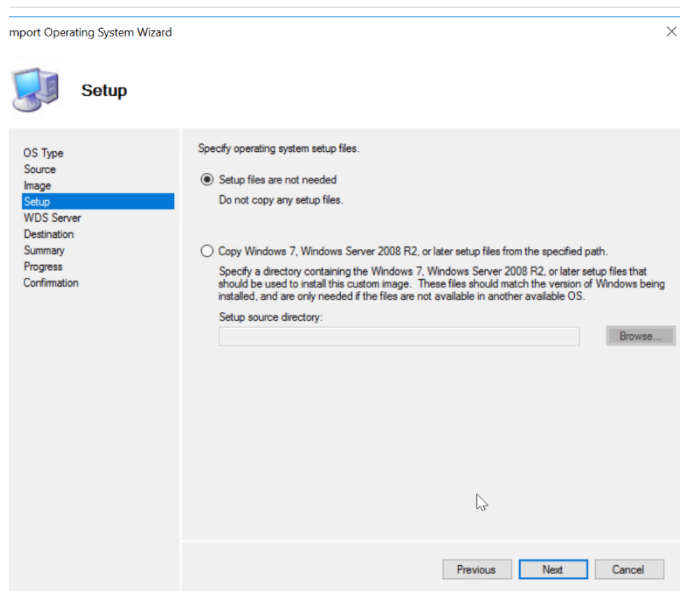 mport Operating System Wizard
Setup
OS Type
Source
Image
Setup
WDS Server
Destination
Summary
Progress
Confirmation
Specify operating system setup files.
Setup files are not needed
Do not copy any setup files.
Copy Windows 7, Windows Server 2008 R2, or later setup files from the specified path.
Specify a directory containing the Windows 7, Windows Server 2008 R2, or later setup files that
should be used to install this custom image. These files should match the version of Windows being
installed, and are only needed if the files are not available in another available OS.
Setup source directory:
Browse...
Previous
Next
Cancel